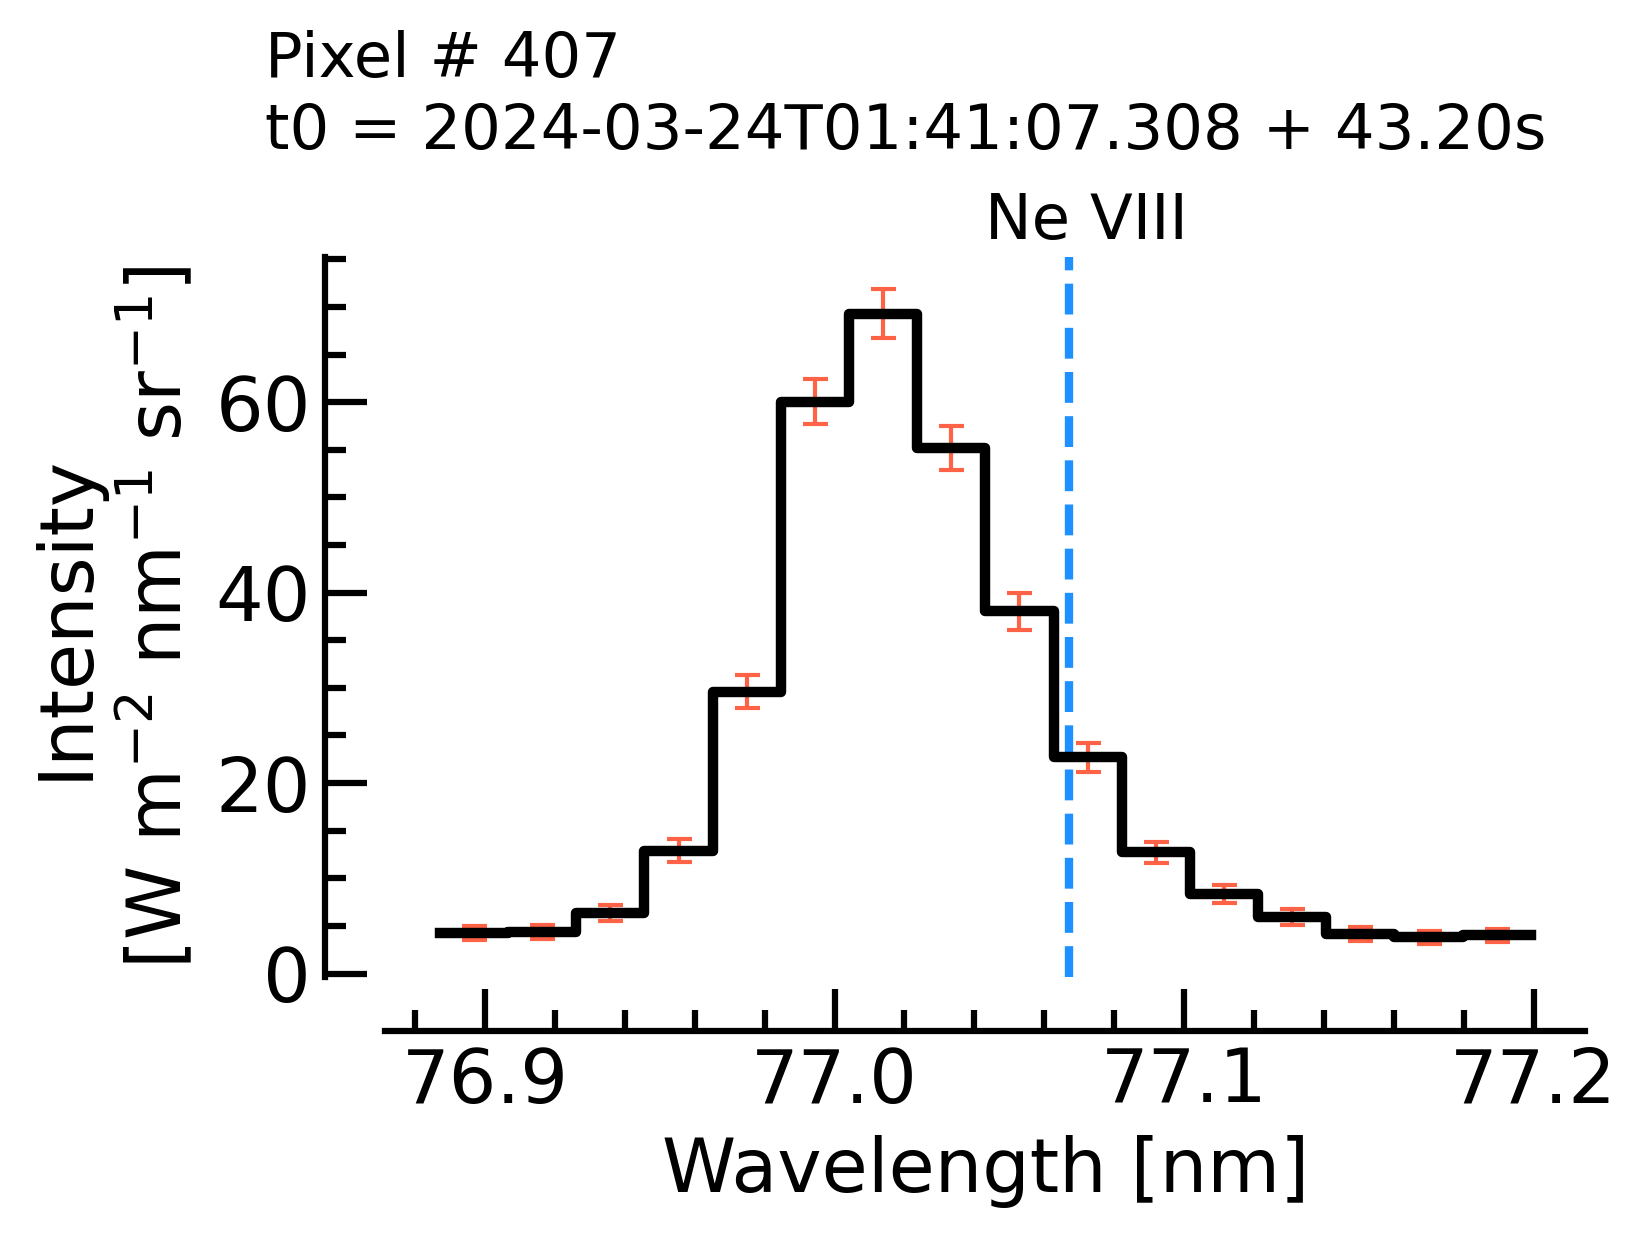 Pixel # 407
t0 = 2024-03-24T01:41:07.308 + 43.20s
Ne VIII
Intensity
[W m⁻² nm⁻¹ sr⁻¹]
60
40
20
0
76.9 77.0 77.1 77.2
Wavelength [nm]